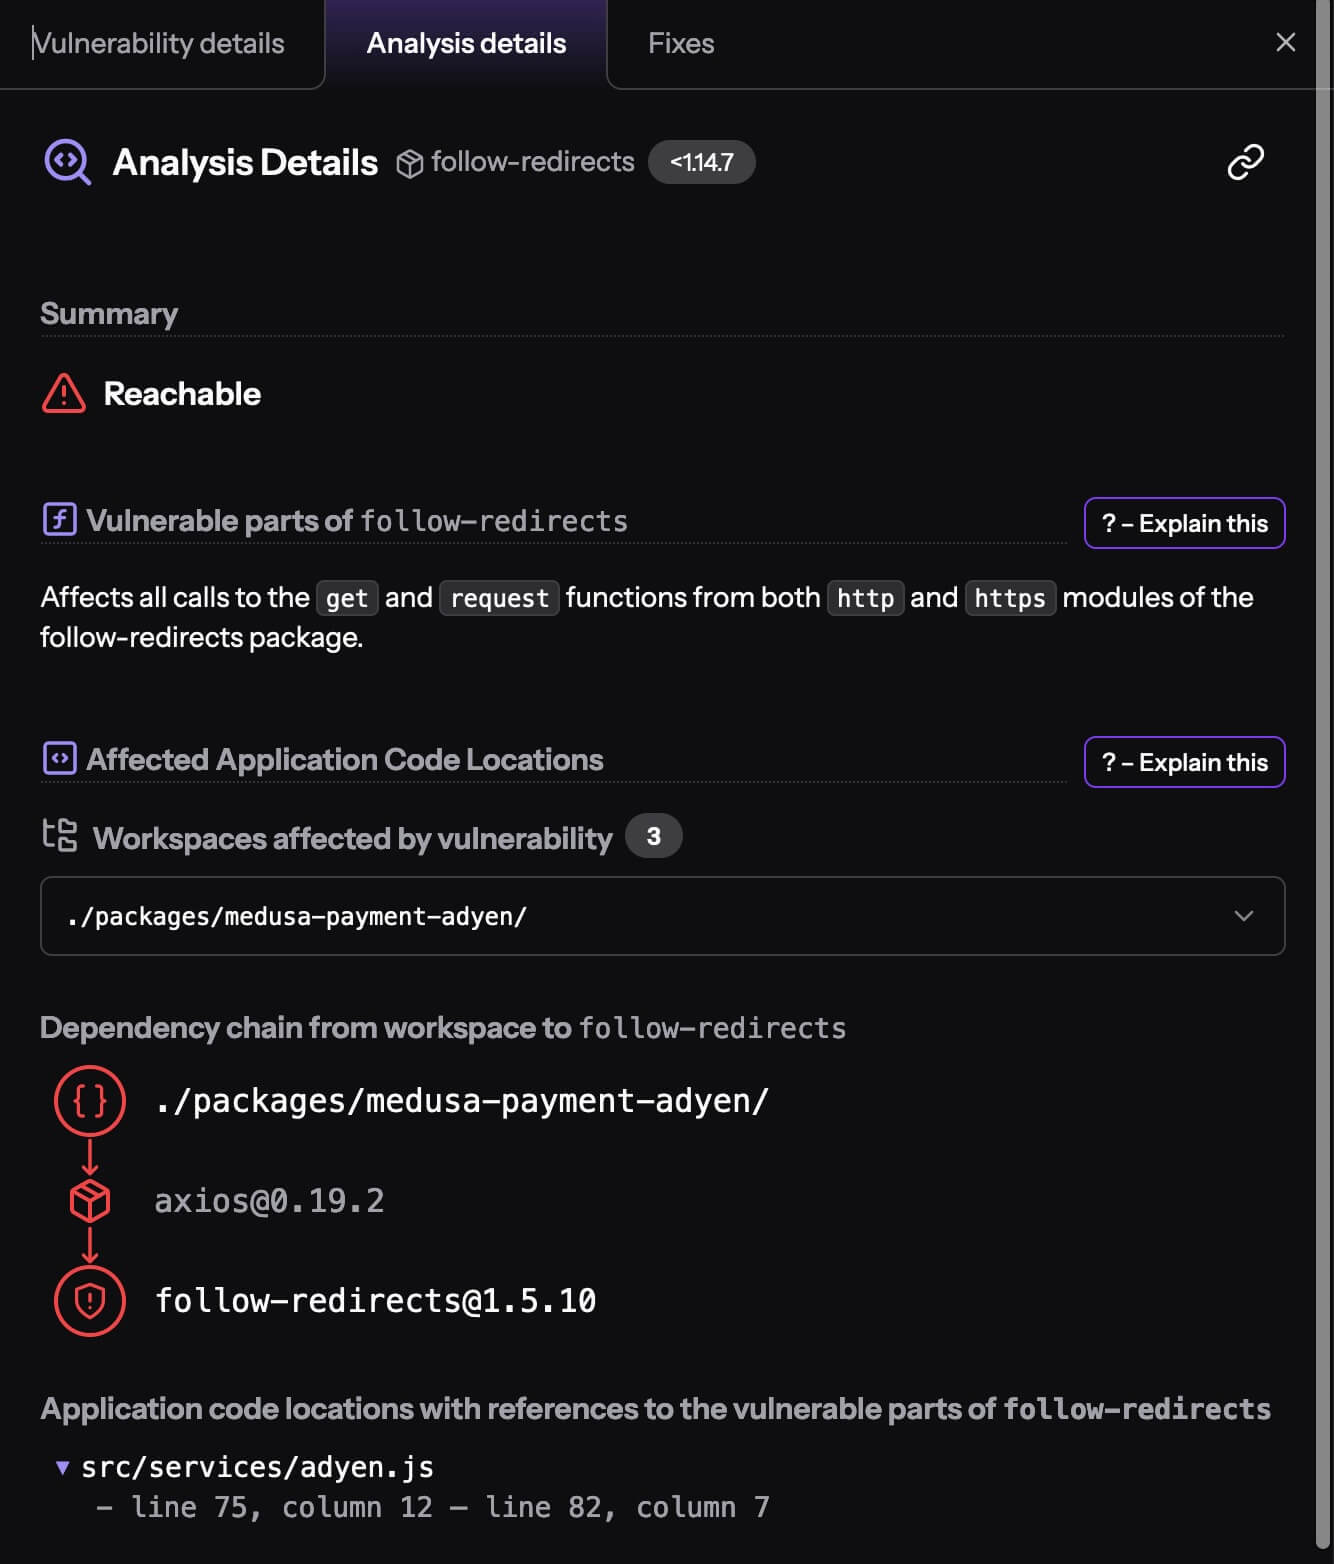 Vulnerability details
Analysis details
Fixes
Analysis Details follow-redirects <1.14.7
Summary
Reachable
Vulnerable parts of follow-redirects
? – Explain this
Affects all calls to the get and request functions from both http and https modules of the
follow-redirects package.
Affected Application Code Locations
? – Explain this
Workspaces affected by vulnerability 3
./packages/medusa-payment-adyen/
Dependency chain from workspace to follow-redirects
{} ./packages/medusa-payment-adyen/
axios@0.19.2
follow-redirects@1.5.10
Application code locations with references to the vulnerable parts of follow-redirects
▼ src/services/adyen.js
– line 75, column 12 – line 82, column 7